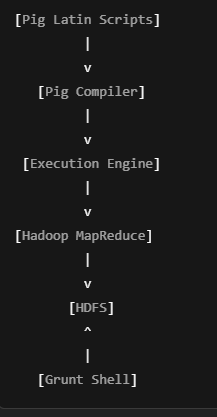 [Pig Latin Scripts]
|
v
[Pig Compiler]
|
v
[Execution Engine]
|
v
[Hadoop MapReduce]
|
v
[HDFS]
^
|
[Grunt Shell]